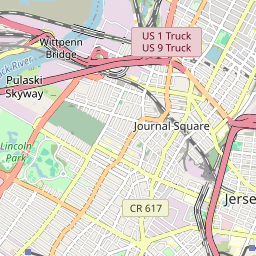 US 1 Truck
US 9 Truck
Wittpenn
Bridge
Pulaski
Skyway
Journal Square
Lincoln
Park
Jerse
CR 617